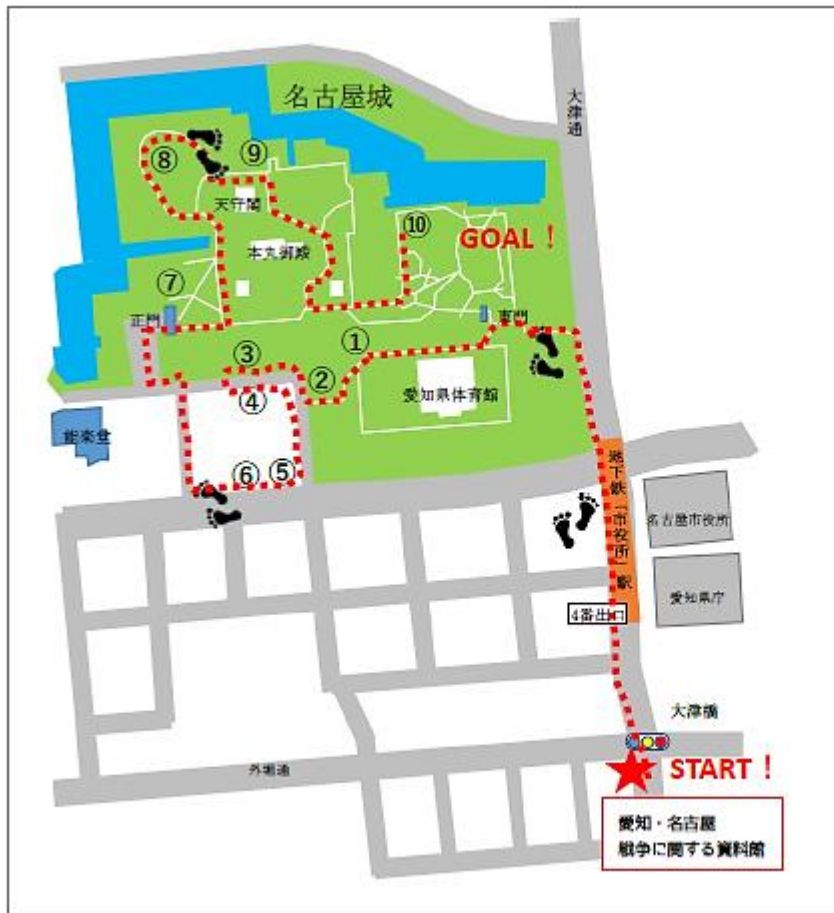 名古屋城
大津通
⑧
⑨
天守閣
⑩
GOAL！
本丸御殿
⑦
正門
東門
①
③
②
愛知県体育館
④
能楽堂
⑥
⑤
地下鉄「市役所」駅
名古屋市役所
愛知県庁
4番出口
大津橋
外堀通
START！
愛知・名古屋
戦争に関する資料館